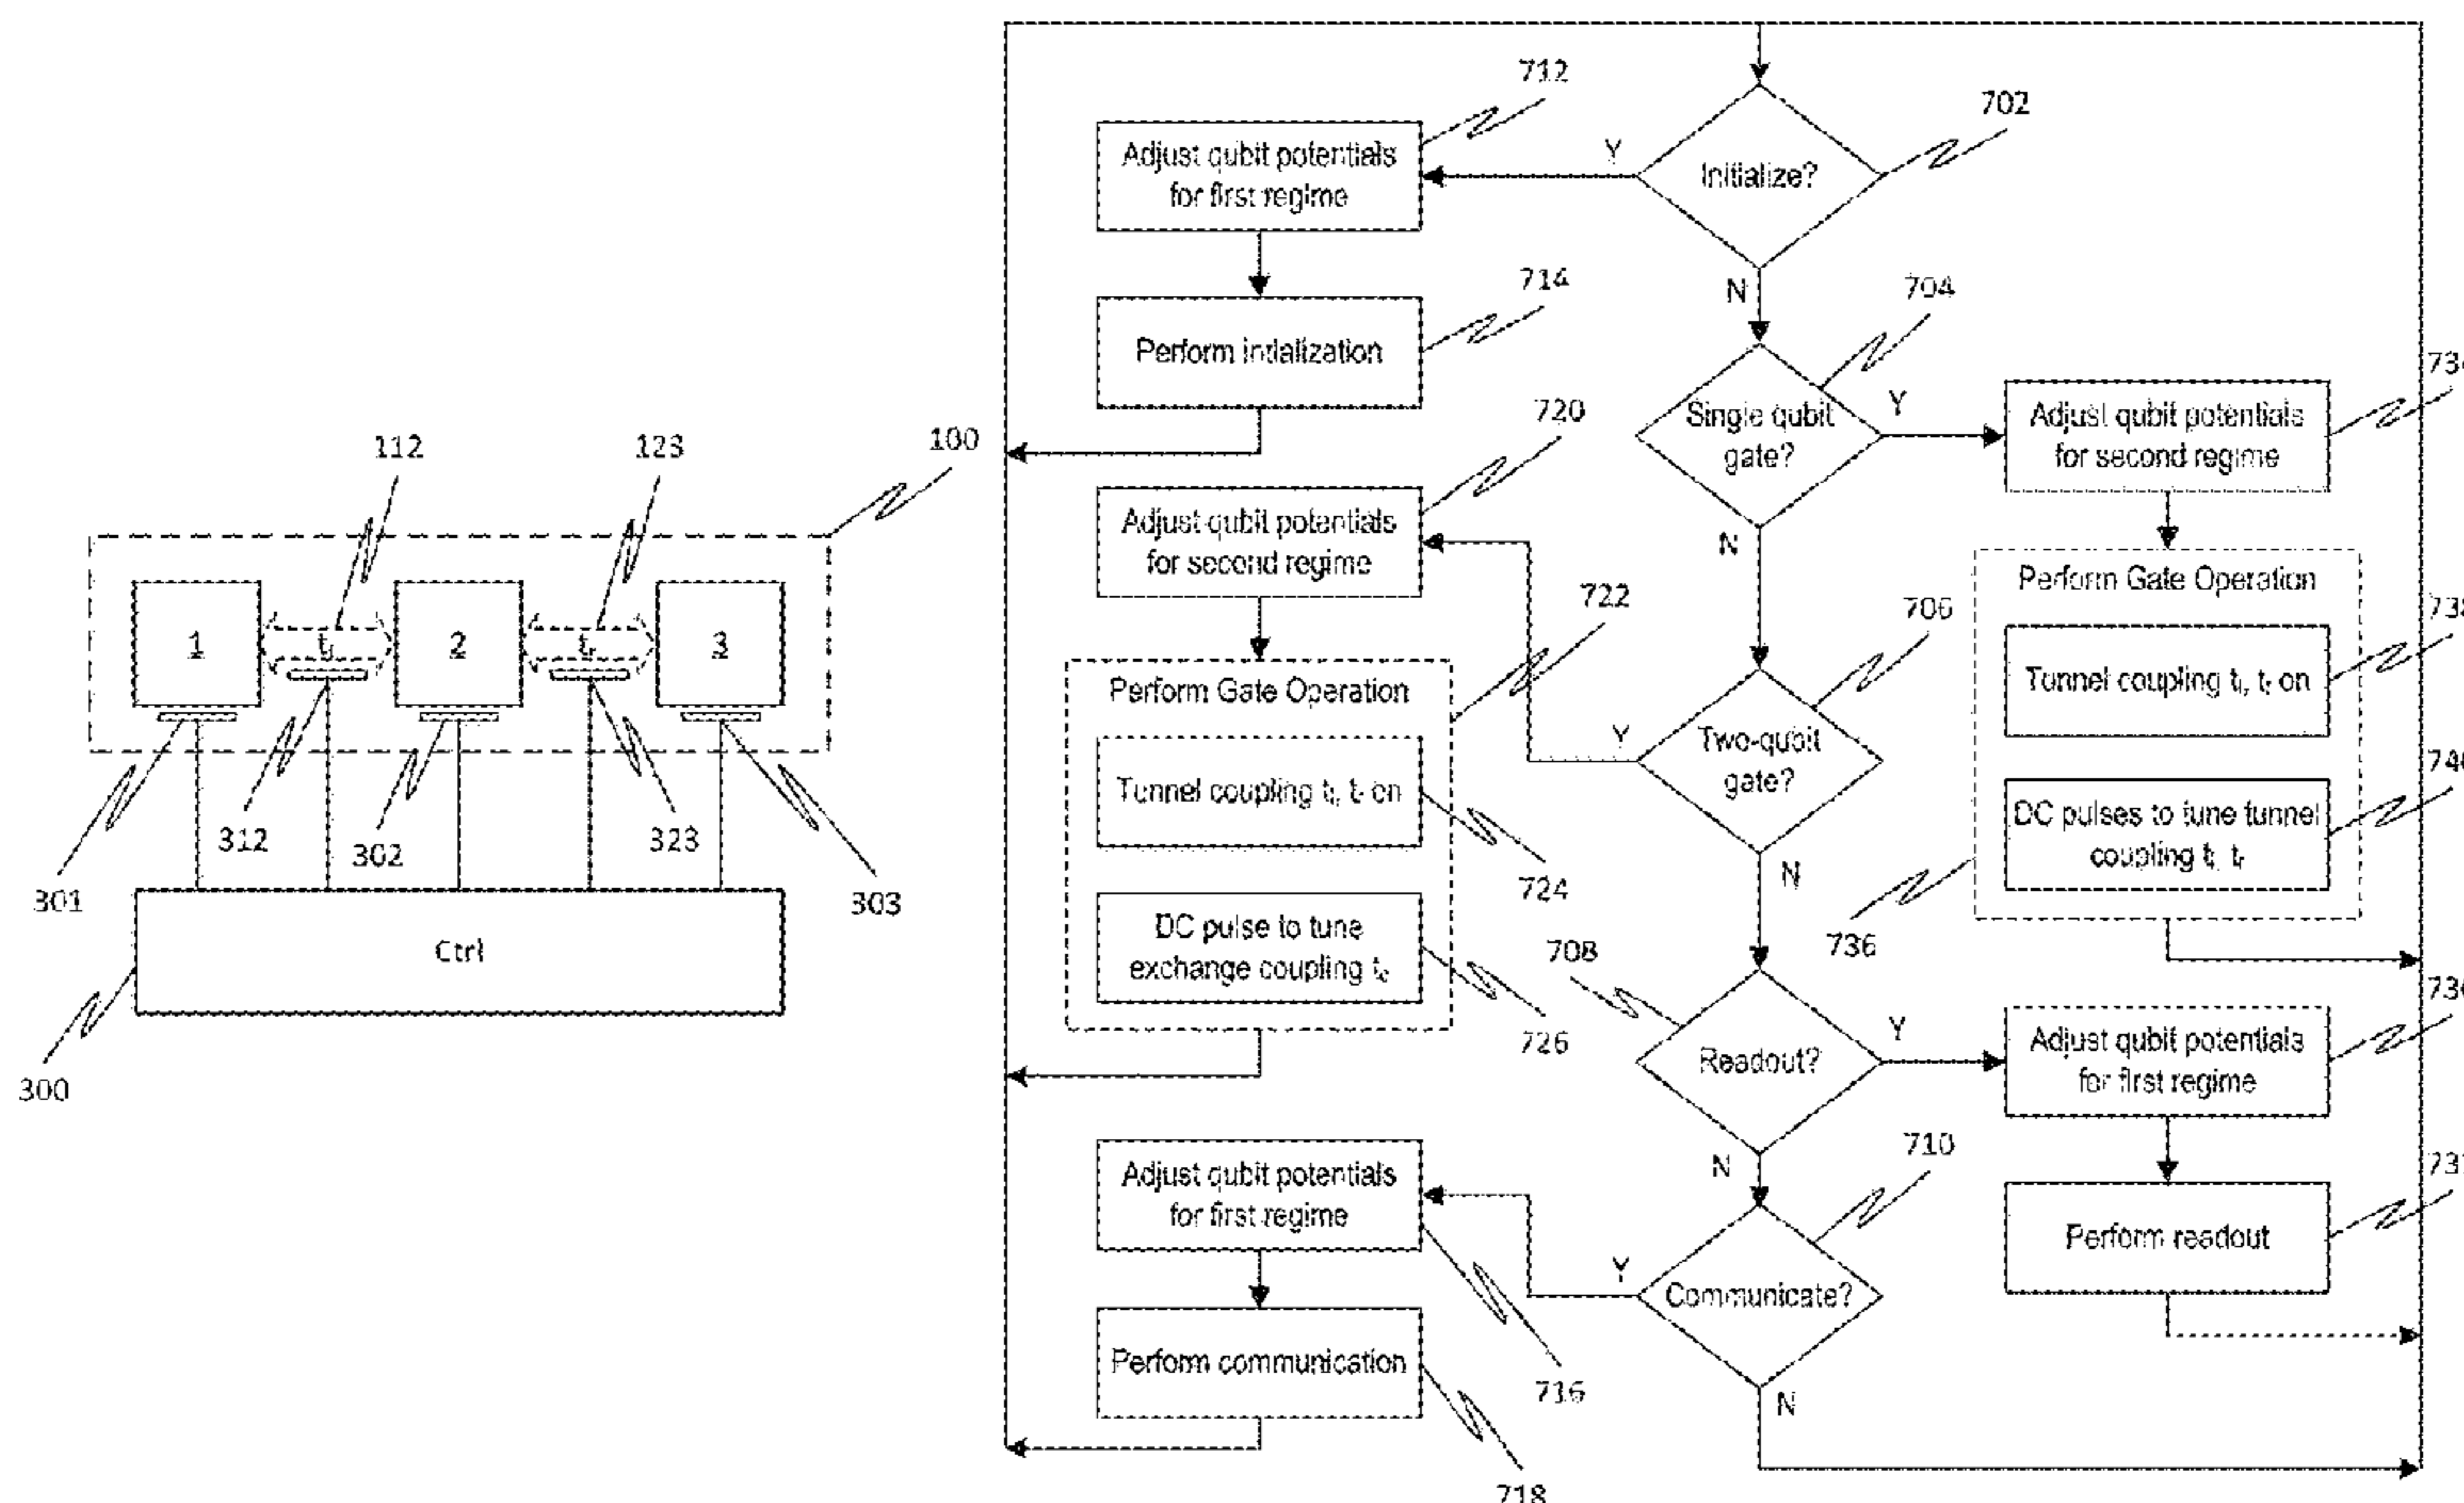 112
123
100
1
t
2
t
3
312
302
323
301
303
Ctrl
300
712
702
Initialize?
Y
N
Adjust qubit potentials
for first regime
714
Perform intialization
704
Single qubit
gate?
Y
N
Adjust qubit potentials
for second regime
720
Adjust qubit potentials
for second regime
722
Perform Gate Operation
Tunnel coupling on
724
DC pulse to tune
exchange coupling
726
706
Two-qubit
gate?
Y
N
Perform Gate Operation
Tunnel coupling on
DC pulses to tune tunnel
coupling
736
708
Readout?
Y
N
Adjust qubit potentials
for first regime
Perform readout
710
Communicate?
Y
N
Adjust qubit potentials
for first regime
716
Perform communication
718